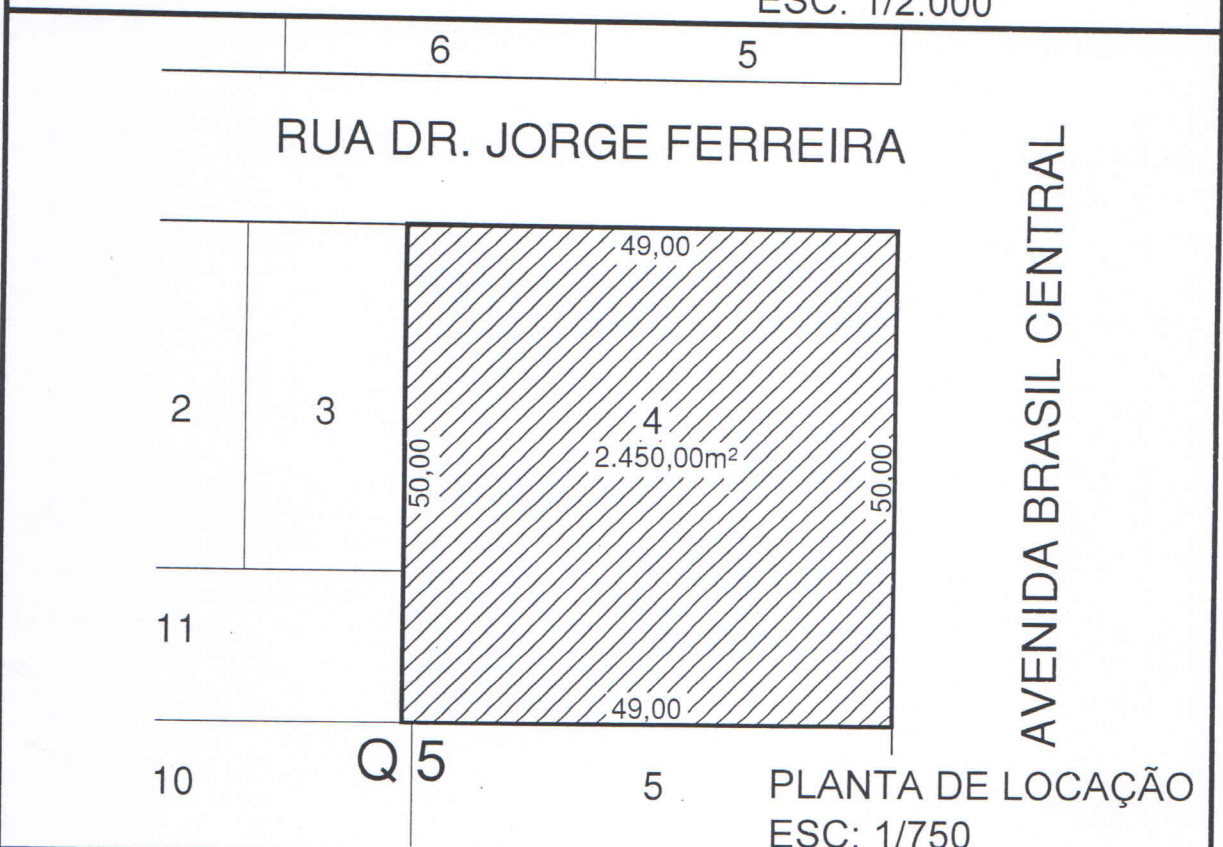 ESC: 1/2.000
6
5
RUA DR. JORGE FERREIRA
AVENIDA BRASIL CENTRAL
49,00
2
3
4
2.450,00m²
50,00
50,00
11
49,00
Q 5
10
5
PLANTA DE LOCAÇÃO
ESC: 1/750